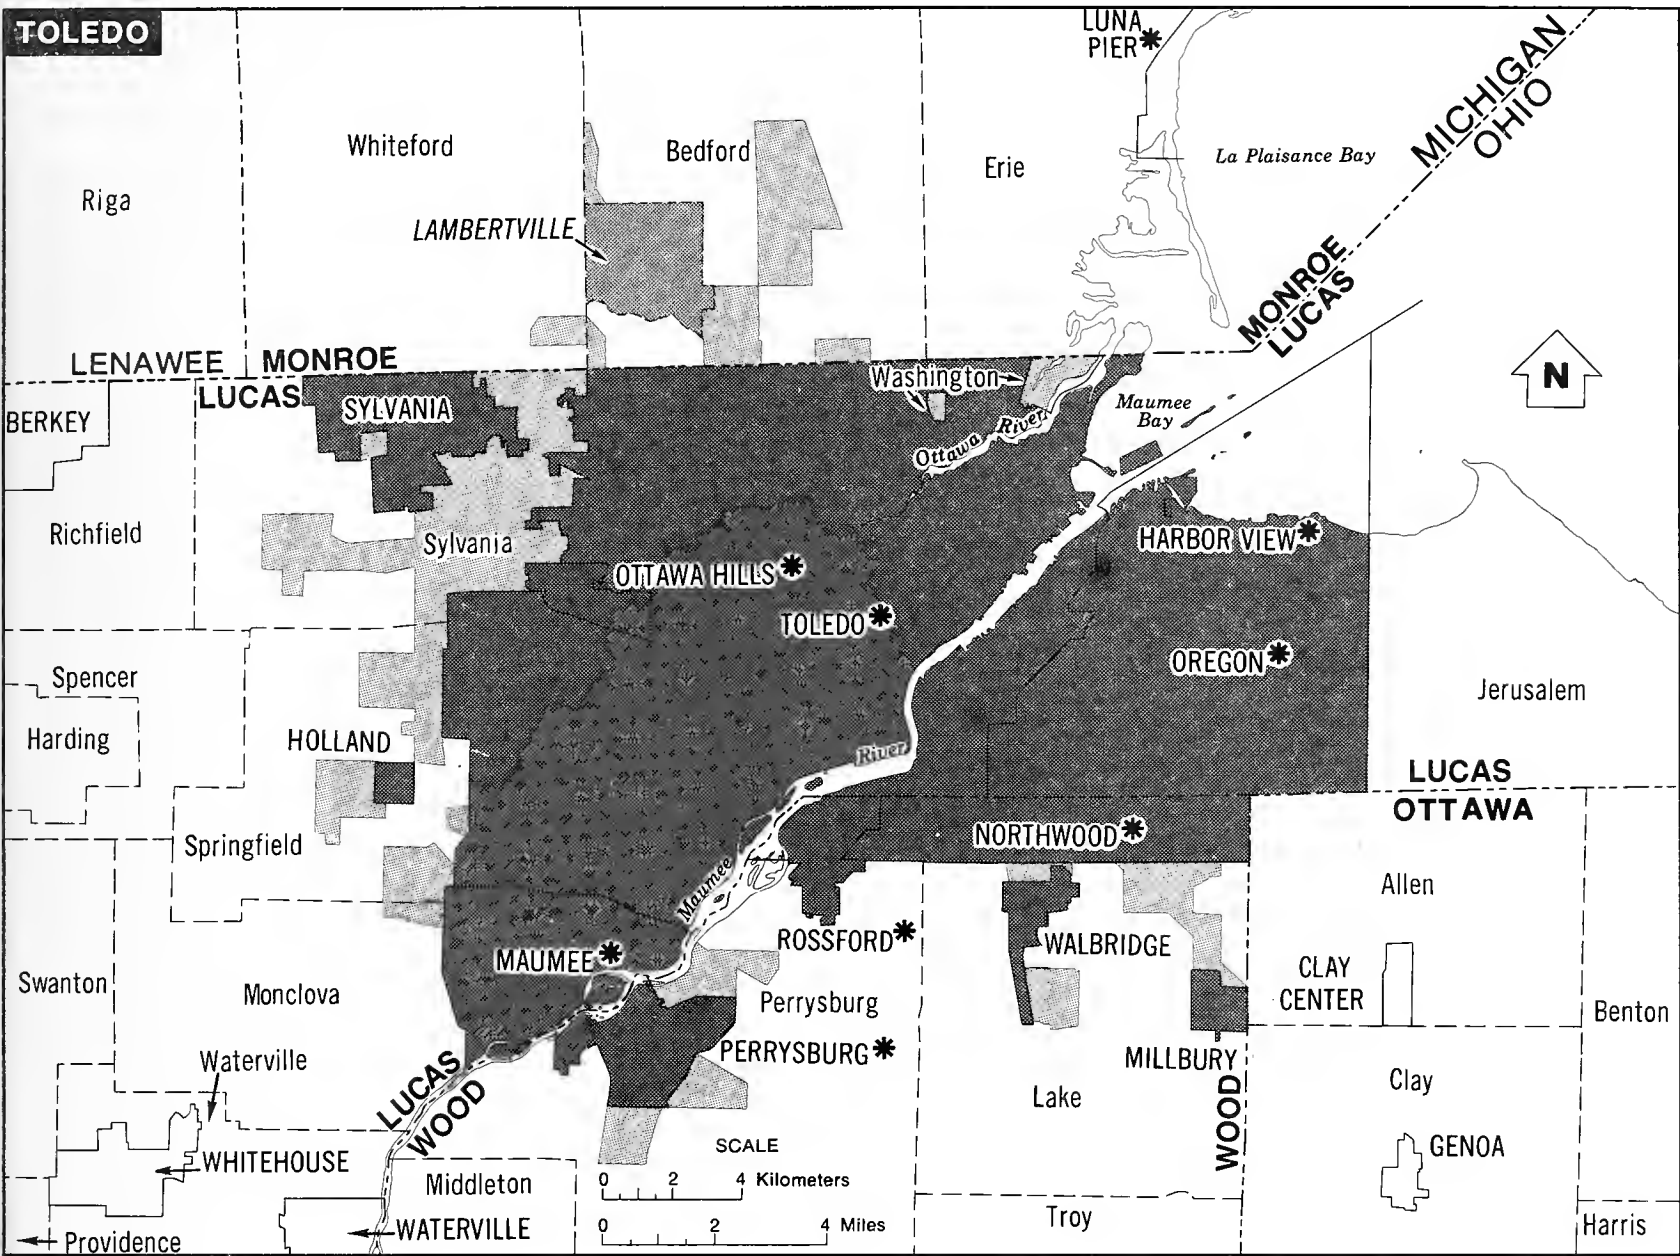 TOLEDO
LUNA
PIER
MICHIGAN
OHIO
Whiteford
Bedford
Erie
La Plaisance Bay
Riga
LAMBERTVILLE
MONROE
LUCAS
LENAWEE
MONROE
LUCAS
Washington
N
BERKEY
SYLVANIA
Maumee
Bay
Ottawa River
Richfield
Sylvania
HARBOR VIEW
OTTAWA HILLS
TOLEDO
OREGON
Spencer
Jerusalem
Harding
HOLLAND
River
LUCAS
OTTAWA
NORTHWOOD
Springfield
Maumee
Allen
ROSSFORD
WALBRIDGE
MAUMEE
CLAY
CENTER
Swanton
Monclova
Perrysburg
Benton
PERRYSBURG
MILLBURY
Waterville
LUCAS
WOOD
Lake
Clay
WOOD
SCALE
GENOA
WHITEHOUSE
Middleton
0 2 4 Kilometers
WATERVILLE
0 2 4 Miles
Troy
Harris
Providence